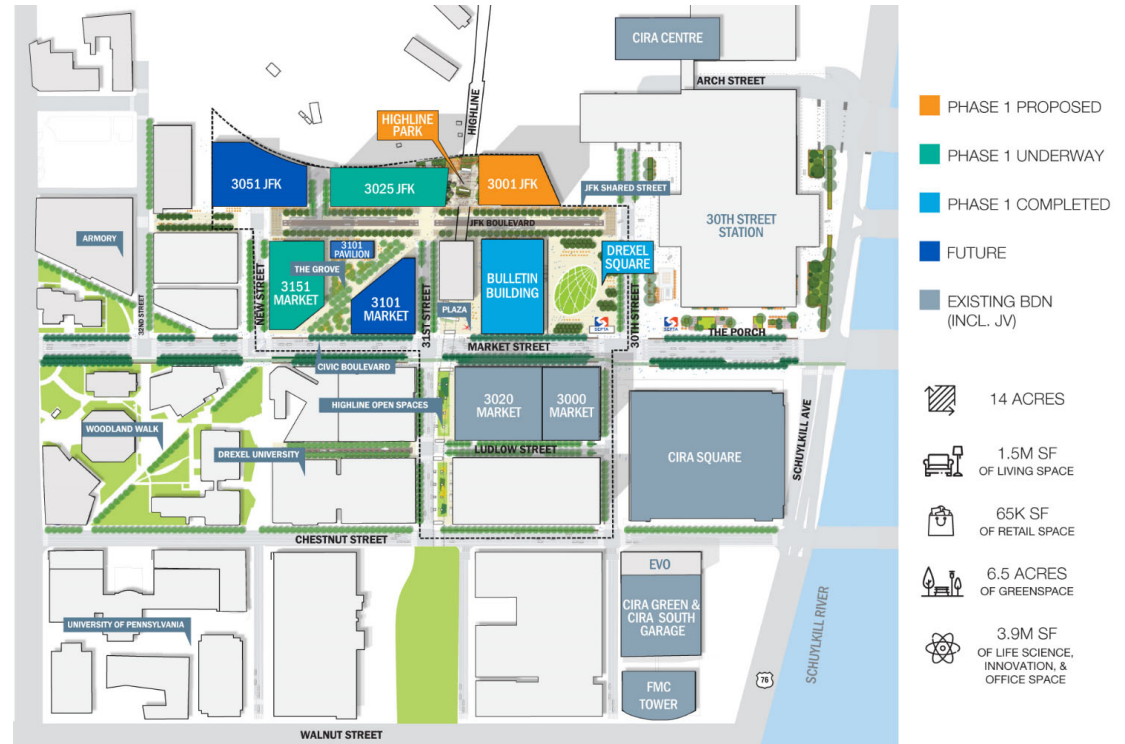 CIRA CENTRE
ARCH STREET
HIGHLINE
HIGHLINE
PARK
3051 JFK
3025 JFK
3001 JFK
JFK SHARED STREET
JFK BOULEVARD
30TH STREET
STATION
ARMORY
32ND STREET
NEW STREET
3151
MARKET
3101
PAVILION
THE GROVE
3101
MARKET
31ST STREET
PLAZA
BULLETIN
BUILDING
DREXEL
SQUARE
SEPTA
30TH STREET
SEPTA
THE PORCH
MARKET STREET
CIVIC BOULEVARD
HIGHLINE OPEN SPACES
3020
MARKET
3000
MARKET
WOODLAND WALK
DREXEL UNIVERSITY
LUDLOW STREET
CIRA SQUARE
SCHUYLKILL AVE
CHESTNUT STREET
EVO
CIRA GREEN &
CIRA SOUTH
GARAGE
UNIVERSITY OF PENNSYLVANIA
FMC
TOWER
76
SCHUYLKILL RIVER
WALNUT STREET
PHASE 1 PROPOSED
PHASE 1 UNDERWAY
PHASE 1 COMPLETED
FUTURE
EXISTING BDN
(INCL. JV)
14 ACRES
1.5M SF
OF LIVING SPACE
65K SF
OF RETAIL SPACE
6.5 ACRES
OF GREENSPACE
3.9M SF
OF LIFE SCIENCE,
INNOVATION, &
OFFICE SPACE